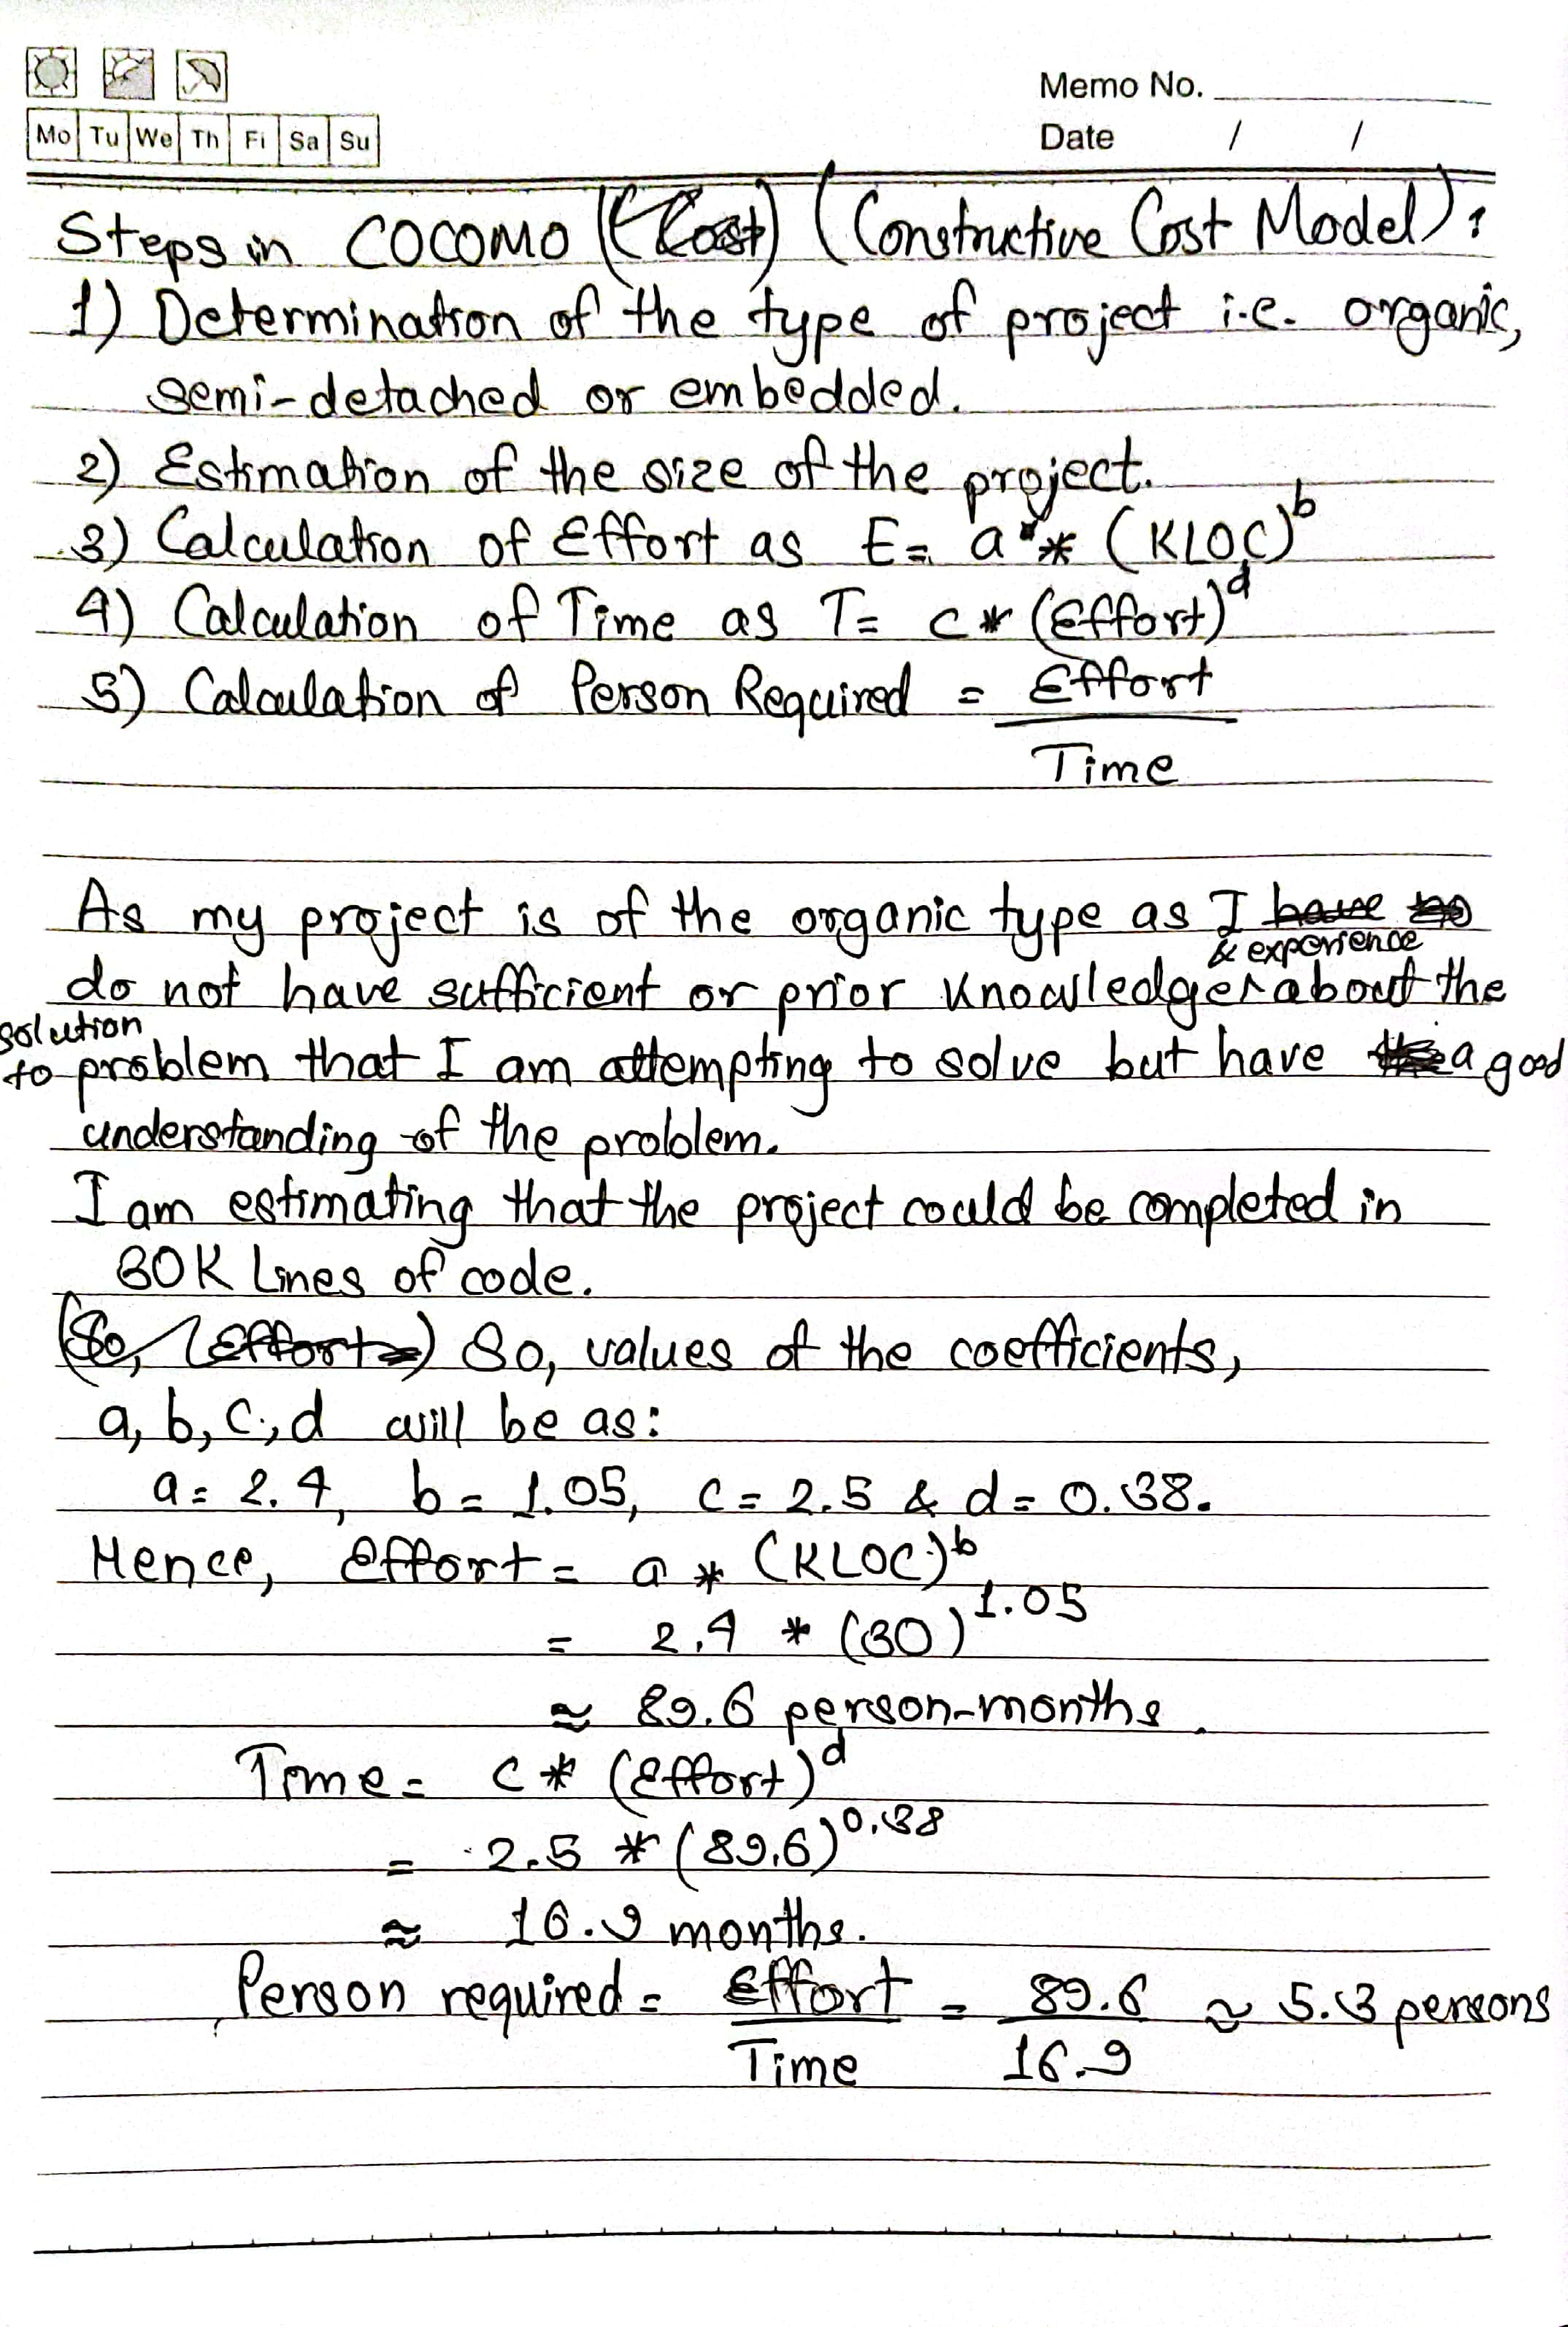 Memo No.
Mo Tu We Th Fi Sa Su
Date / /
Steps in COCOMO (Cost) (Constructive Cost Model):
1) Determination of the type of project i.e. organic,
semi-detached or embedded.
2) Estimation of the size of the project.
3) Calculation of Effort as E = a * (KLOC)^b
4) Calculation of Time as T = c * (Effort)^d
5) Calculation of Person Required = Effort
Time
As my project is of the organic type as I have no
& experience
do not have sufficient or prior knowledge about the
solution
to problem that I am attempting to solve but have a good
understanding of the problem.
I am estimating that the project could be completed in
30K Lines of code.
(So, (Effort=) So, values of the coefficients,
a, b, c, d will be as:
a = 2.4, b = 1.05, c = 2.5 & d = 0.38.
Hence, Effort = a * (KLOC)^b
= 2.4 * (30)^1.05
≈ 89.6 person-months.
Time = c * (Effort)^d
= 2.5 * (89.6)^0.38
≈ 16.9 months.
Person required = Effort = 89.6 ≈ 5.3 persons
Time 16.9